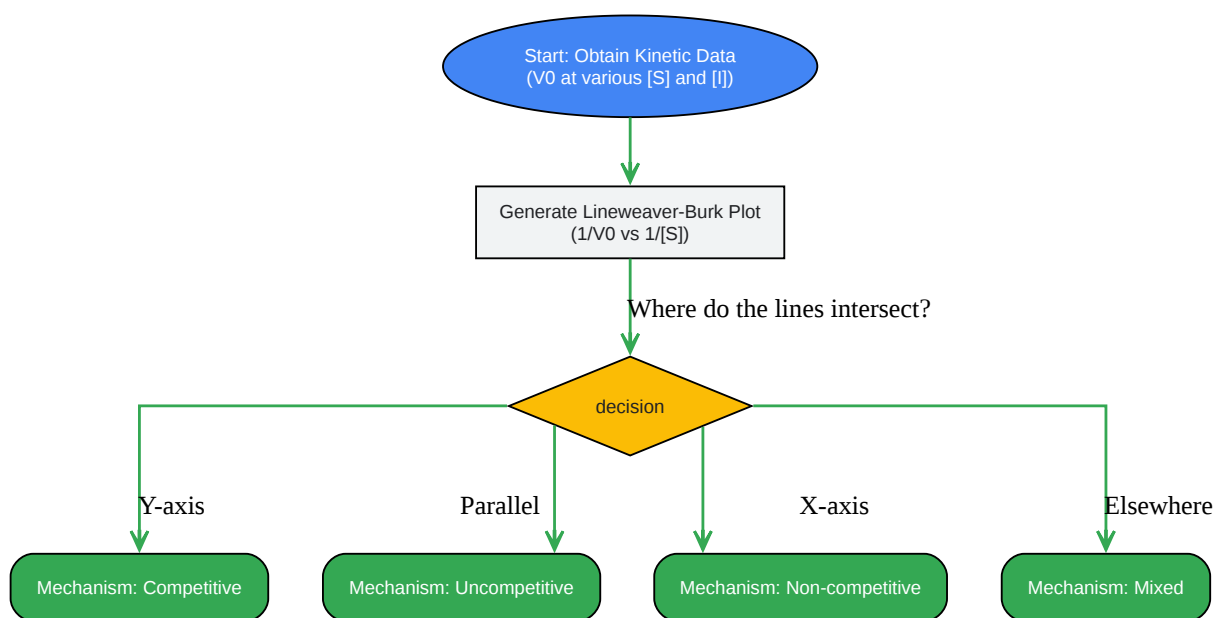 Start: Obtain Kinetic Data
(V0 at various [S] and [I])
Generate Lineweaver-Burk Plot
(1/V0 vs 1/[S])
Where do the lines intersect?
decision
Y-axis
Parallel
X-axis
Elsewhere
Mechanism: Competitive
Mechanism: Uncompetitive
Mechanism: Non-competitive
Mechanism: Mixed